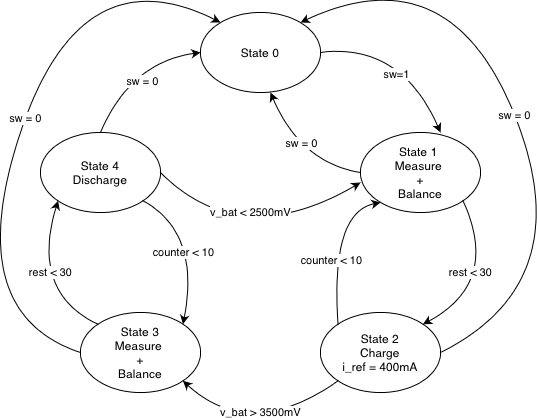 State 0
sw=1
sw = 0
sw = 0
sw = 0
sw = 0
State 4
Discharge
State 1
Measure
+
Balance
v_bat < 2500mV
counter < 10
counter < 10
rest < 30
rest < 30
State 3
Measure
+
Balance
State 2
Charge
i_ref = 400mA
v_bat > 3500mV